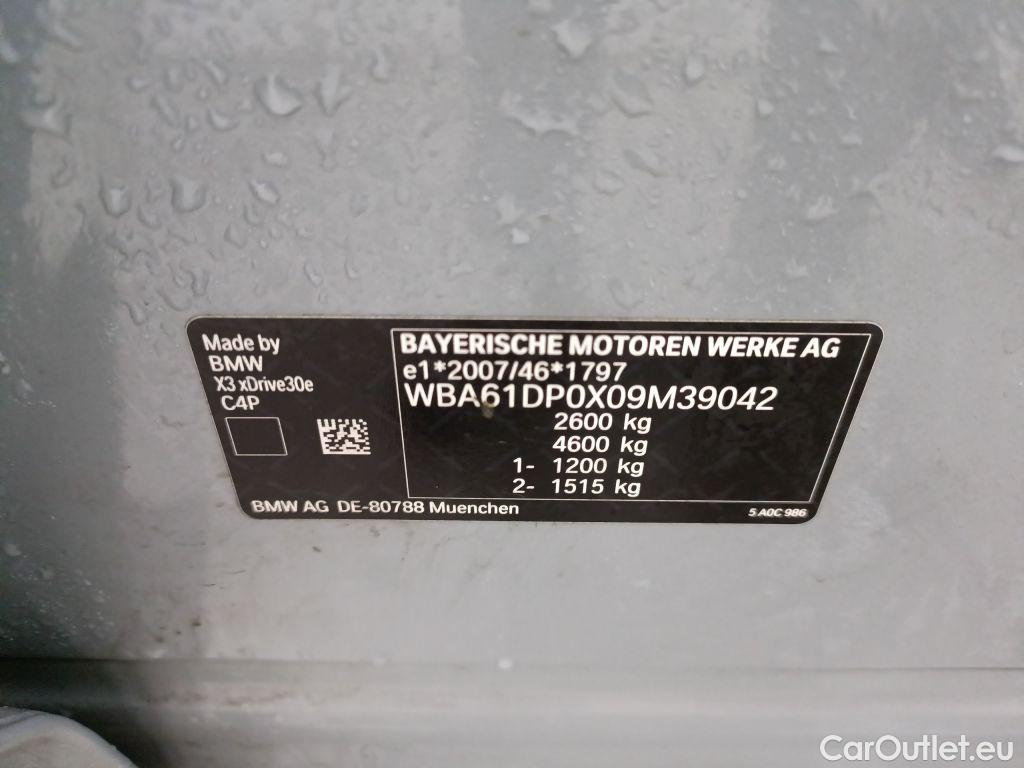 Made by
BMW
X3 xDrive30e
C4P
BAYERISCHE MOTOREN WERKE AG
e1*2007/46*1797
WBA61DP0X09M39042
2600 kg
4600 kg
1- 1200 kg
2- 1515 kg
BMW AG DE-80788 Muenchen
5 A0C 986
CarOutlet.eu